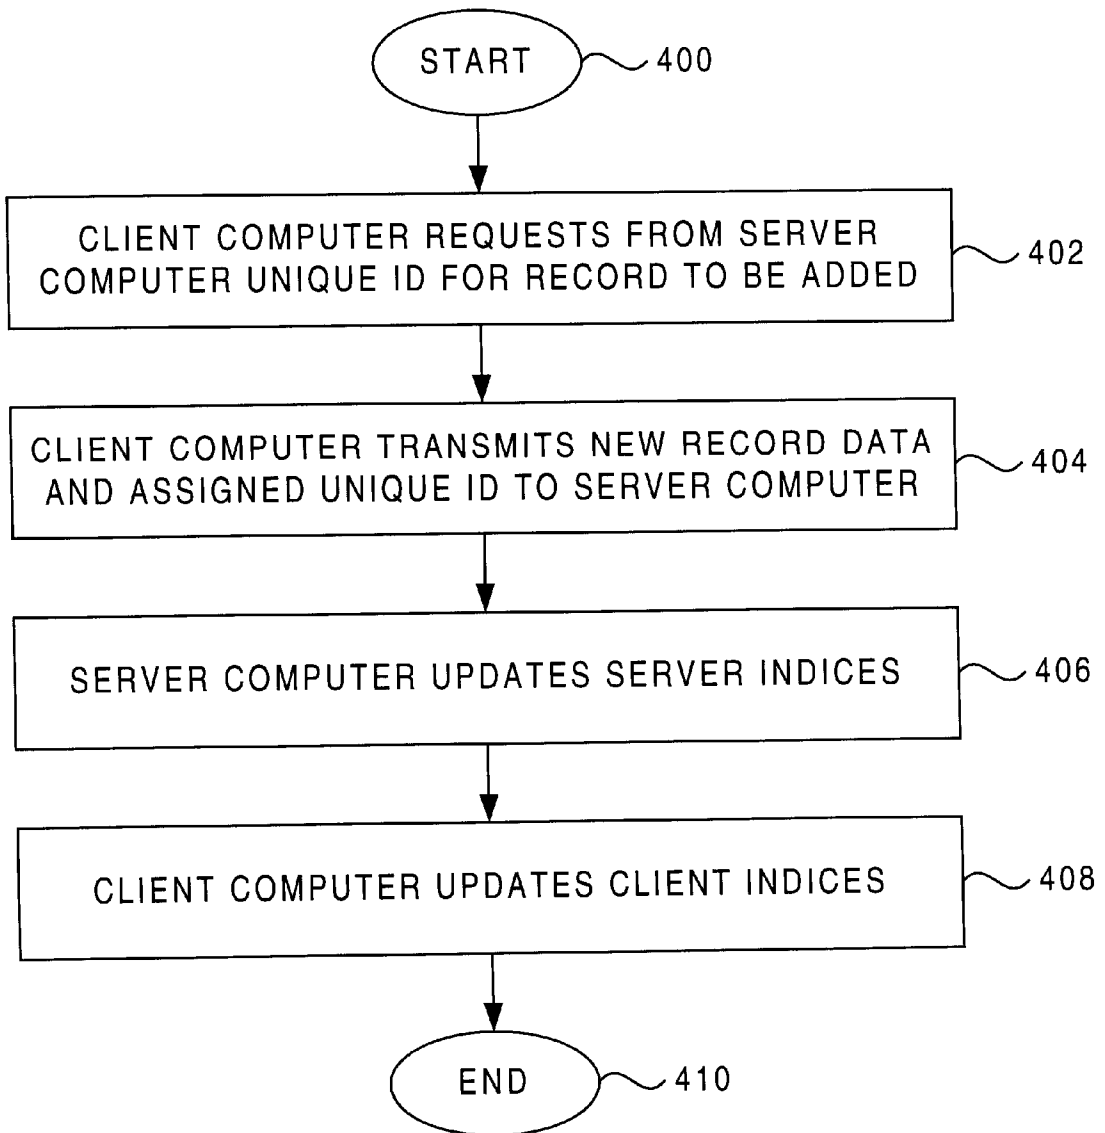 START
400
CLIENT COMPUTER REQUESTS FROM SERVER
COMPUTER UNIQUE ID FOR RECORD TO BE ADDED
402
CLIENT COMPUTER TRANSMITS NEW RECORD DATA
AND ASSIGNED UNIQUE ID TO SERVER COMPUTER
404
SERVER COMPUTER UPDATES SERVER INDICES
406
CLIENT COMPUTER UPDATES CLIENT INDICES
408
END
410